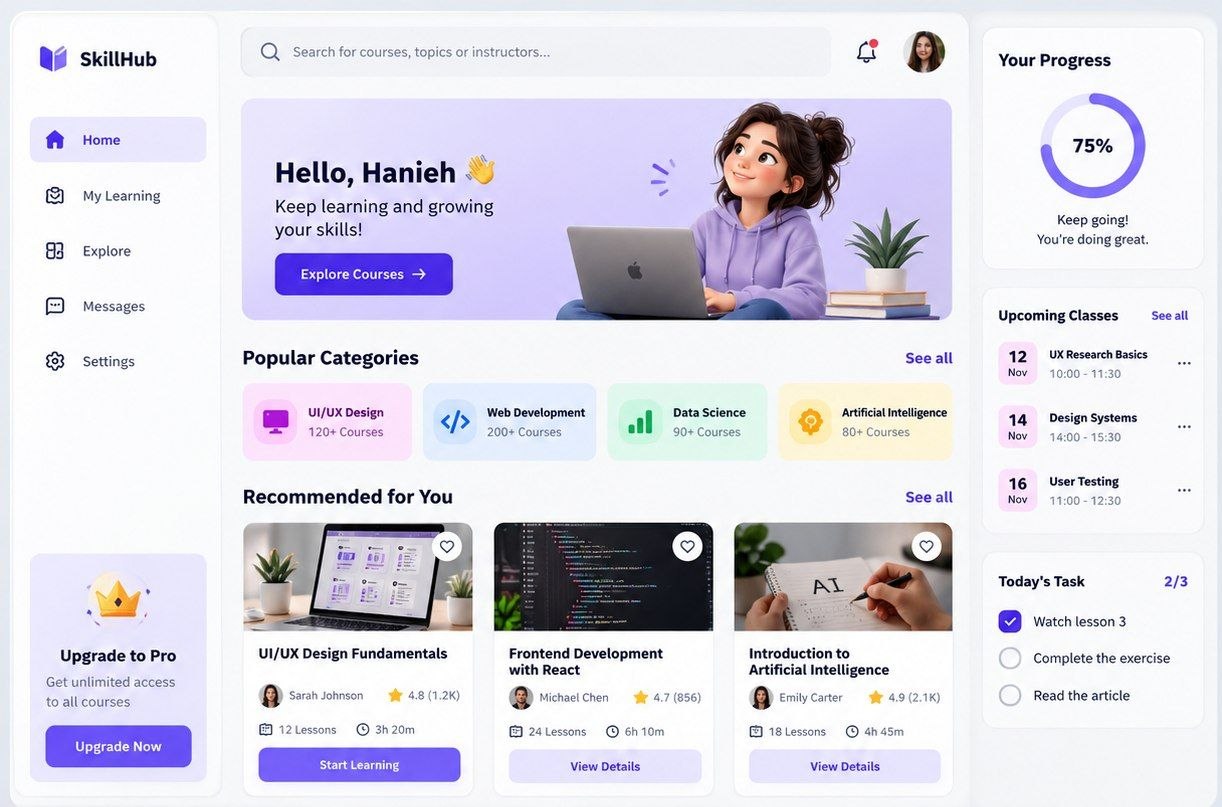 SkillHub
Home
My Learning
Explore
Messages
Settings
Upgrade to Pro
Get unlimited access
to all courses
Upgrade Now
Search for courses, topics or instructors...
Hello, Hanieh 👋
Keep learning and growing
your skills!
Explore Courses →
Popular Categories
See all
UI/UX Design
120+ Courses
Web Development
200+ Courses
Data Science
90+ Courses
Artificial Intelligence
80+ Courses
Recommended for You
See all
UI/UX Design Fundamentals
Sarah Johnson
4.8 (1.2K)
12 Lessons
3h 20m
Start Learning
Frontend Development
with React
Michael Chen
4.7 (856)
24 Lessons
6h 10m
View Details
AI
Introduction to
Artificial Intelligence
Emily Carter
4.9 (2.1K)
18 Lessons
4h 45m
View Details
Your Progress
75%
Keep going!
You're doing great.
Upcoming Classes
See all
12
Nov
UX Research Basics
10:00 - 11:30
14
Nov
Design Systems
14:00 - 15:30
16
Nov
User Testing
11:00 - 12:30
Today's Task
2/3
Watch lesson 3
Complete the exercise
Read the article